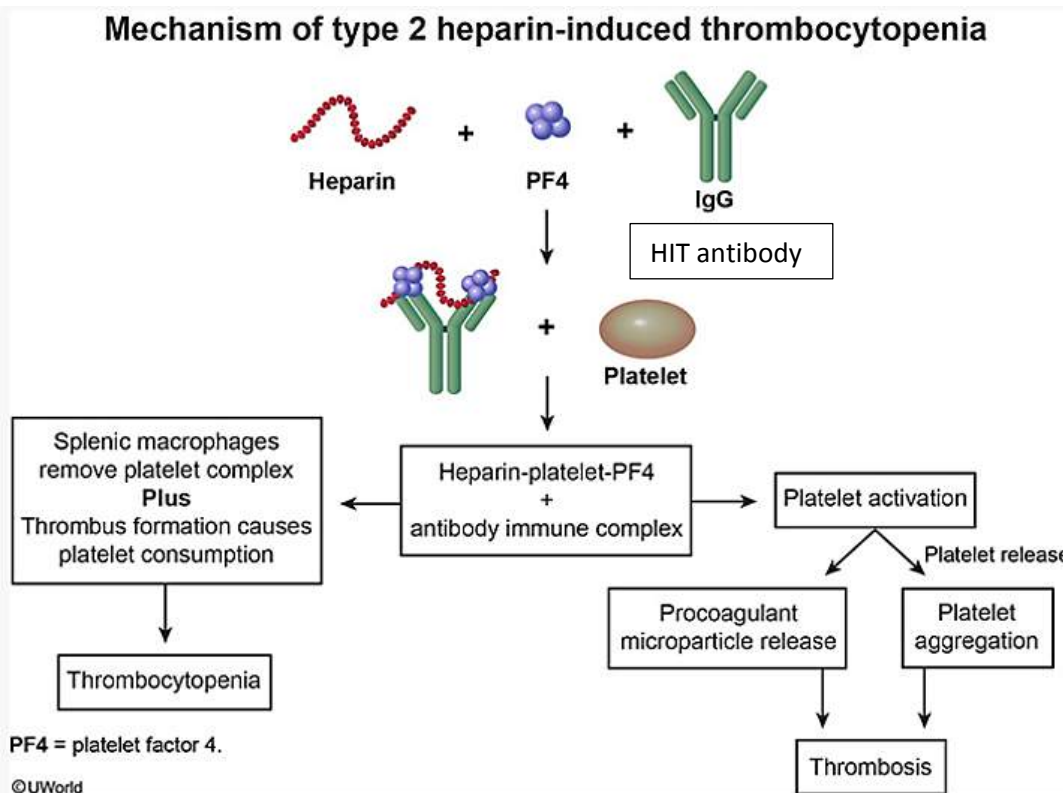 Mechanism of type 2 heparin-induced thrombocytopenia
+
+
Heparin
PF4
IgG
HIT antibody
+
Platelet
Splenic macrophages
remove platelet complex
Plus
Thrombus formation causes
platelet consumption
Heparin-platelet-PF4
+
antibody immune complex
Platelet activation
Platelet release
Procoagulant
microparticle release
Platelet
aggregation
Thrombocytopenia
Thrombosis
PF4 = platelet factor 4.
©UWorld